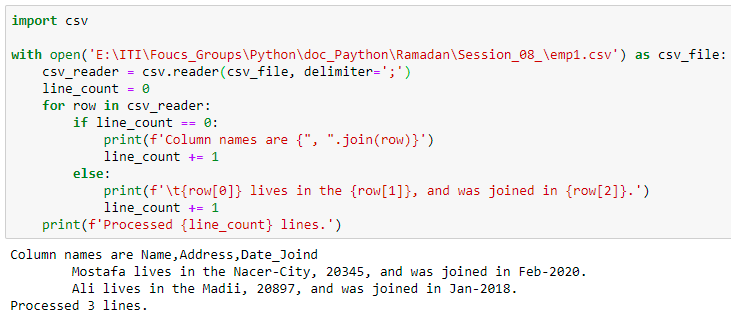 import csv

with open('E:\ITI\Foucs_Groups\Python\doc_Paython\Ramadan\Session_08_\emp1.csv') as csv_file:
    csv_reader = csv.reader(csv_file, delimiter=';')
    line_count = 0
    for row in csv_reader:
        if line_count == 0:
            print(f'Column names are {", ".join(row)}')
            line_count += 1
        else:
            print(f'\t{row[0]} lives in the {row[1]}, and was joined in {row[2]}.')
            line_count += 1
    print(f'Processed {line_count} lines.')
Column names are Name,Address,Date_Joind
        Mostafa lives in the Nacer-City, 20345, and was joined in Feb-2020.
        Ali lives in the Madii, 20897, and was joined in Jan-2018.
Processed 3 lines.